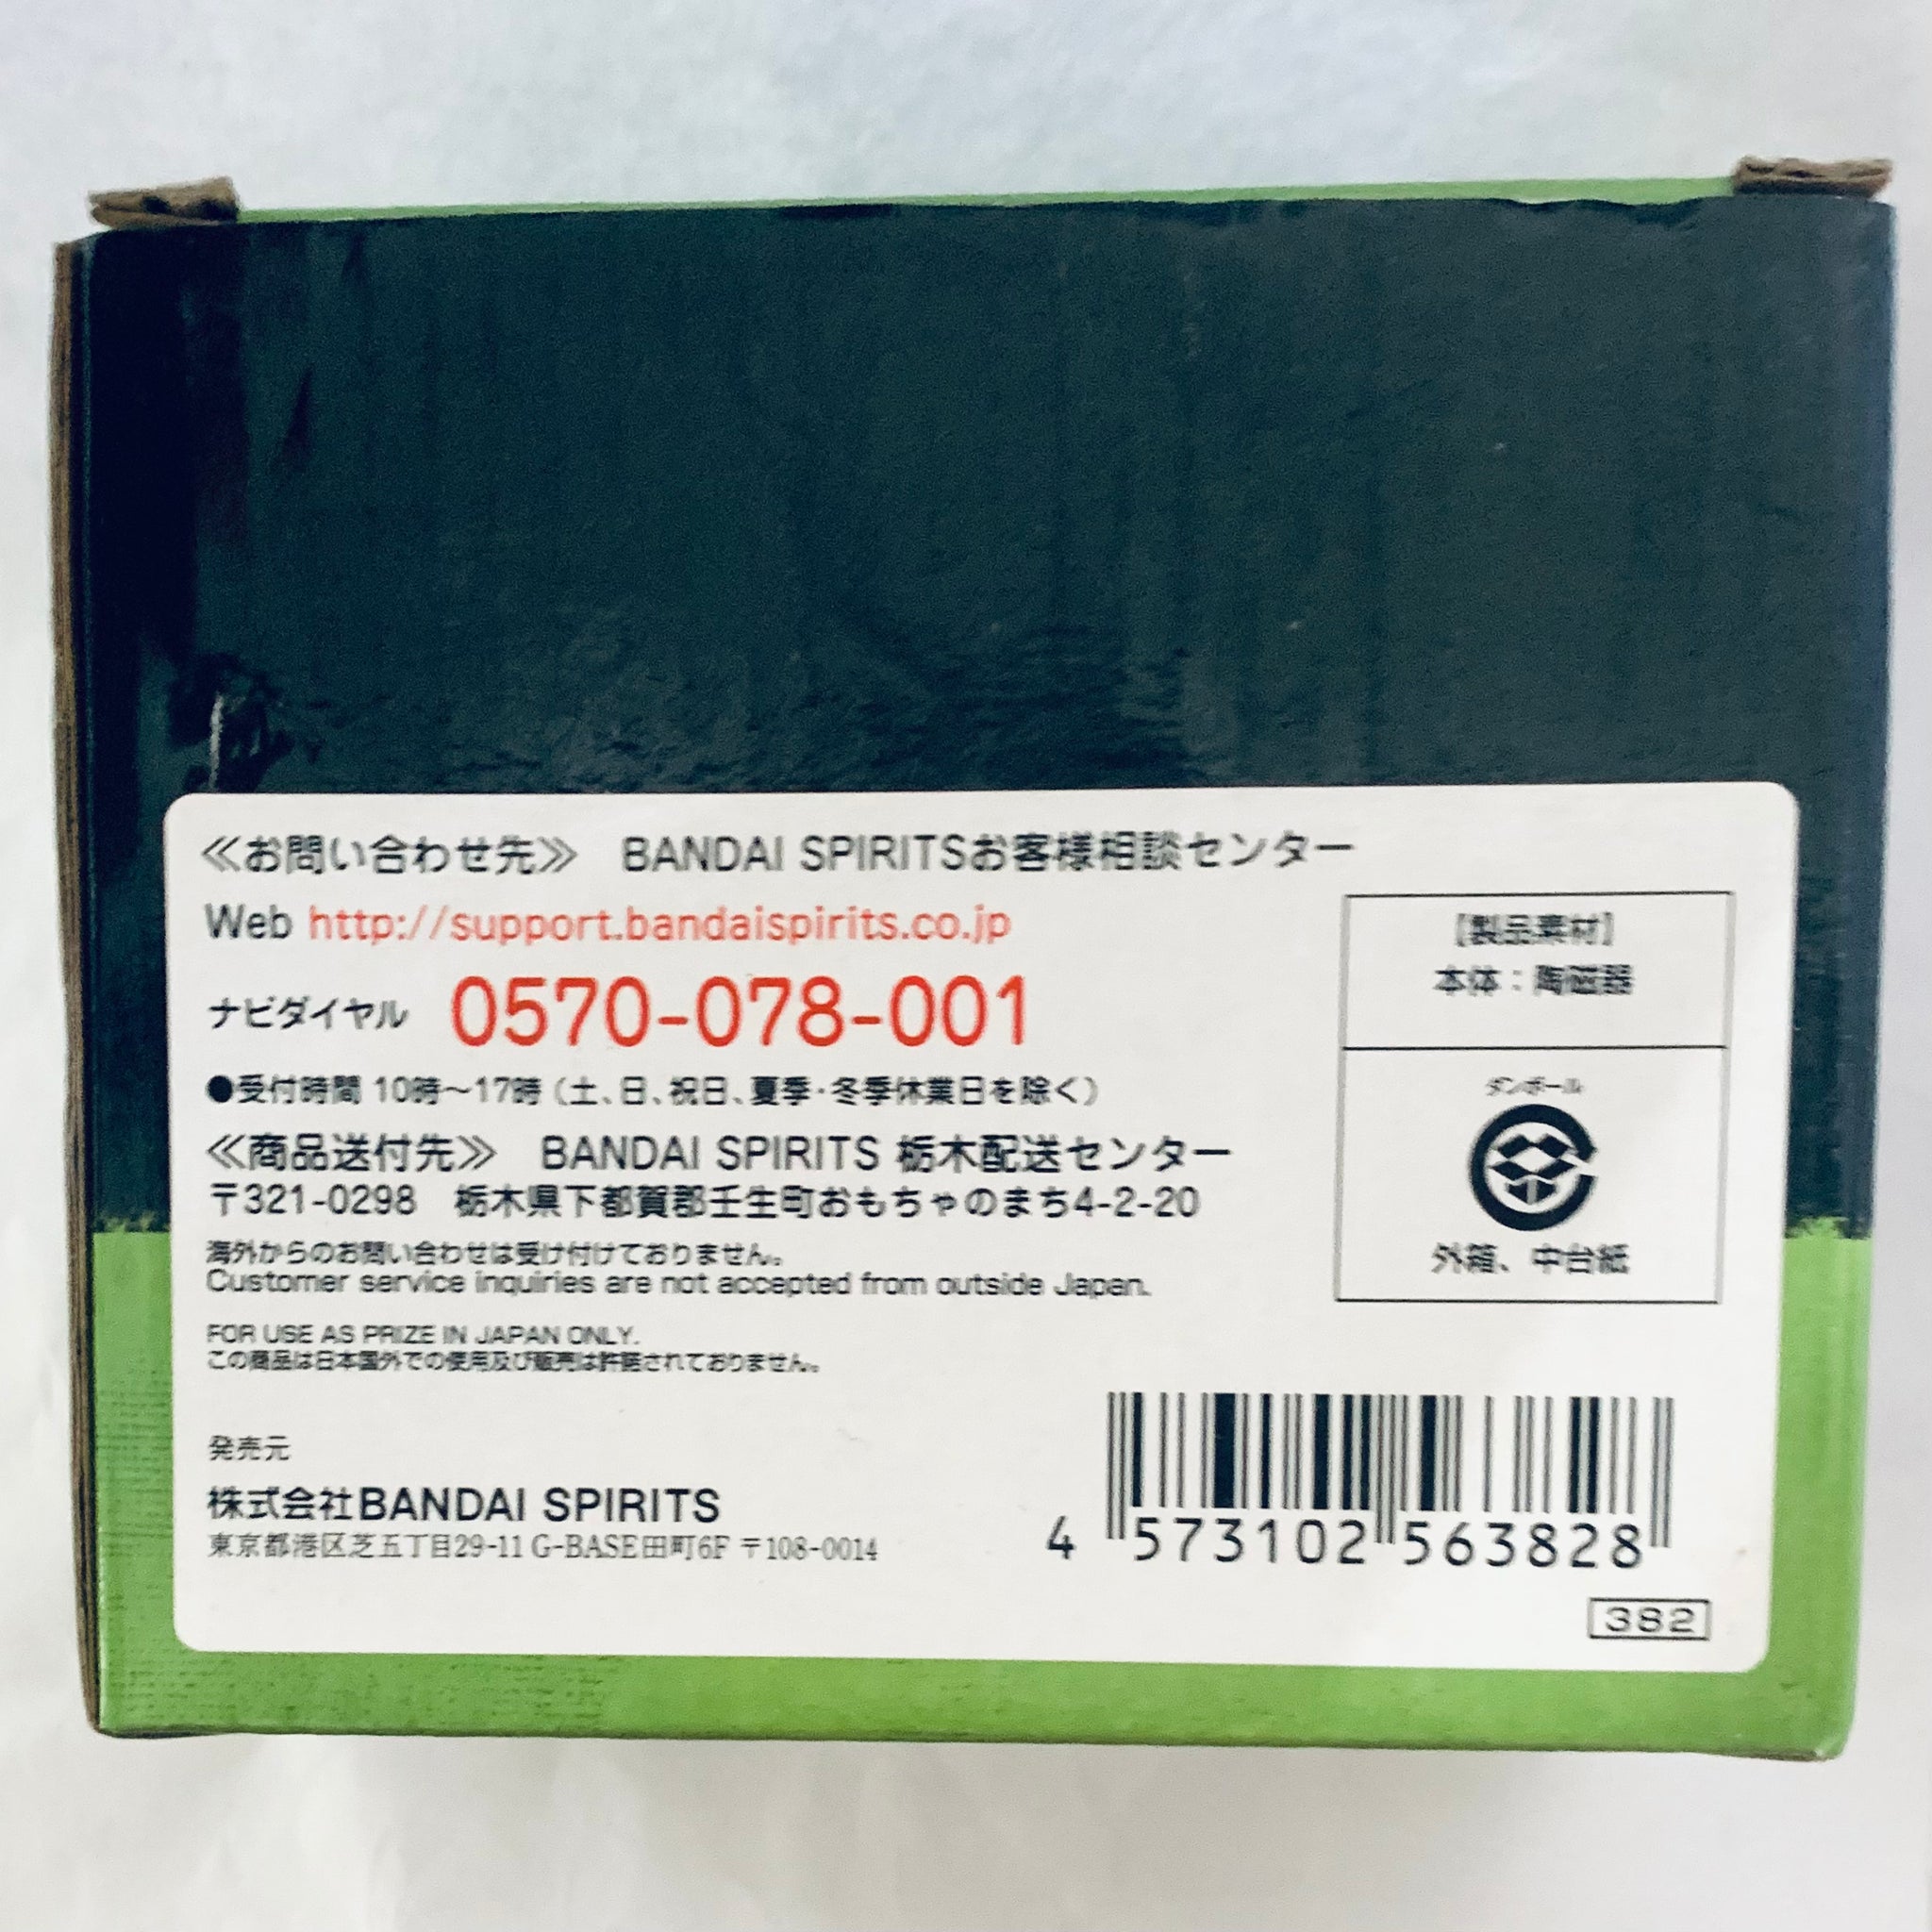 ≪お問い合わせ先≫　BANDAI SPIRITSお客様相談センター
Web http://support.bandaispirits.co.jp
ナビダイヤル 0570-078-001
●受付時間 10時～17時（土、日、祝日、夏季・冬季休業日を除く）
≪商品送付先≫　BANDAI SPIRITS 栃木配送センター
〒321-0298　栃木県下都賀郡壬生町おもちゃのまち4-2-20
海外からのお問い合わせは受け付けておりません。
Customer service inquiries are not accepted from outside Japan.
FOR USE AS PRIZE IN JAPAN ONLY.
この商品は日本国外での使用及び販売は許諾されておりません。
発売元
株式会社BANDAI SPIRITS
東京都港区芝五丁目29-11 G-BASE田町6F 〒108-0014
【製品素材】
本体：陶磁器
ダンボール
外箱、中台紙
4 573102 563828
382